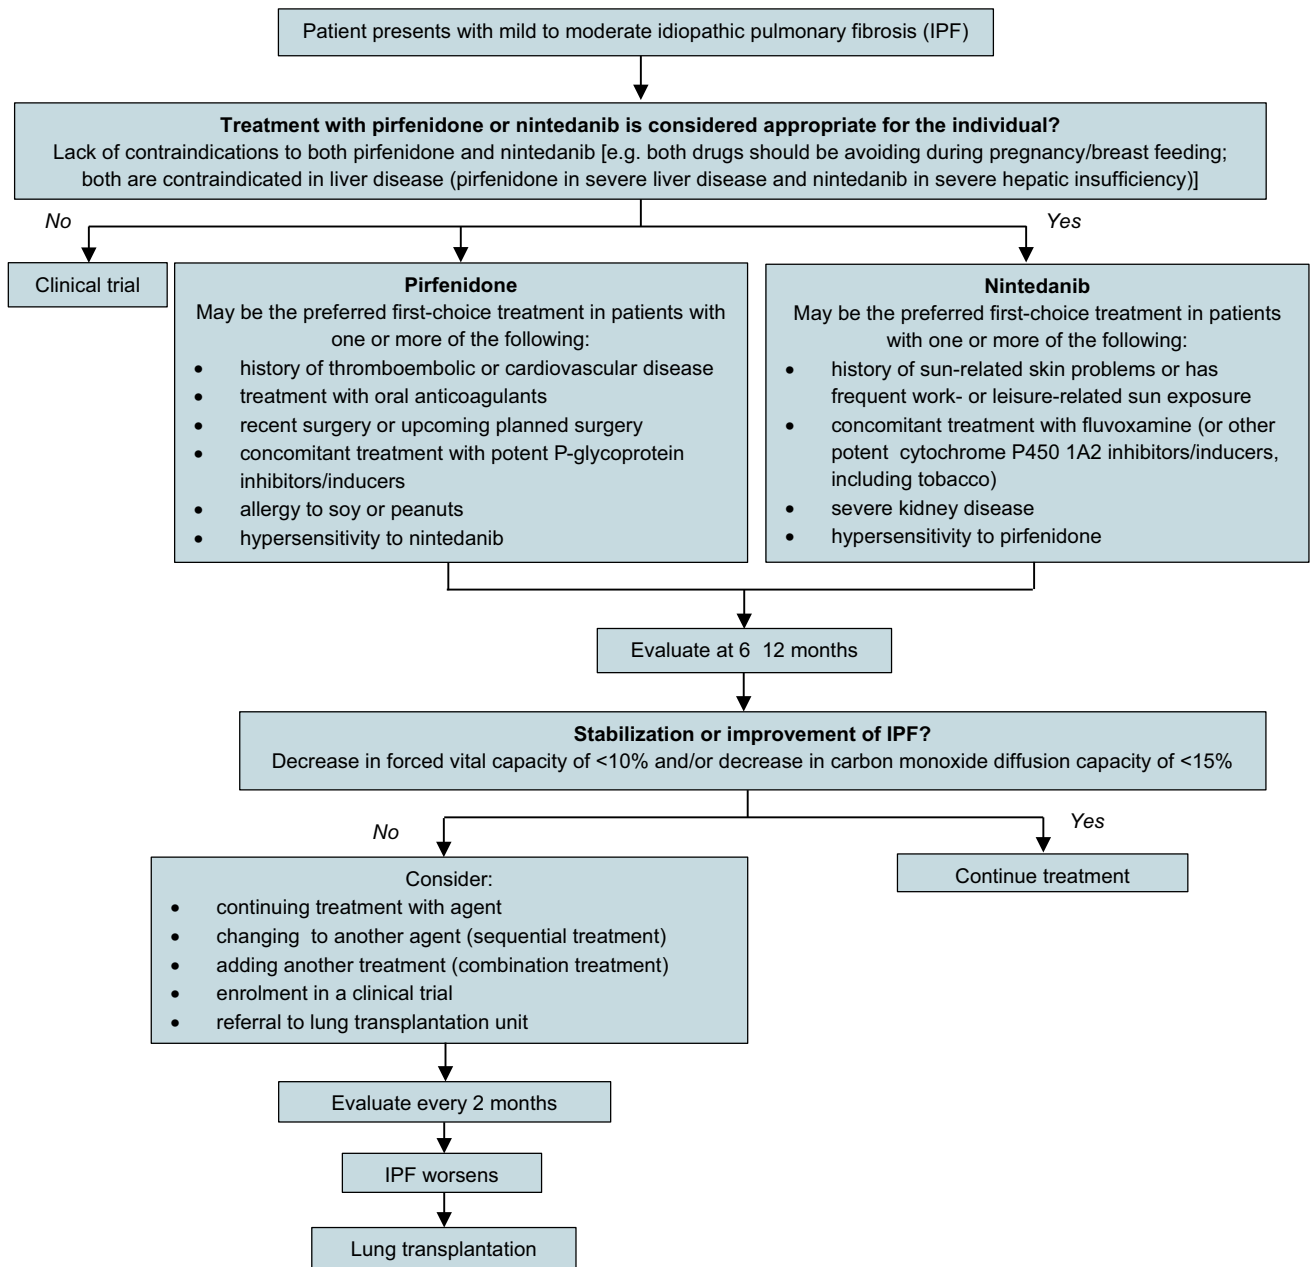 Patient presents with mild to moderate idiopathic pulmonary fibrosis (IPF)
Treatment with pirfenidone or nintedanib is considered appropriate for the individual?
Lack of contraindications to both pirfenidone and nintedanib [e.g. both drugs should be avoiding during pregnancy/breast feeding;
both are contraindicated in liver disease (pirfenidone in severe liver disease and nintedanib in severe hepatic insufficiency)]
No
Yes
Clinical trial
Pirfenidone
May be the preferred first-choice treatment in patients with
one or more of the following:
• history of thromboembolic or cardiovascular disease
• treatment with oral anticoagulants
• recent surgery or upcoming planned surgery
• concomitant treatment with potent P-glycoprotein
inhibitors/inducers
• allergy to soy or peanuts
• hypersensitivity to nintedanib
Nintedanib
May be the preferred first-choice treatment in patients
with one or more of the following:
• history of sun-related skin problems or has
frequent work- or leisure-related sun exposure
• concomitant treatment with fluvoxamine (or other
potent cytochrome P450 1A2 inhibitors/inducers,
including tobacco)
• severe kidney disease
• hypersensitivity to pirfenidone
Evaluate at 6 12 months
Stabilization or improvement of IPF?
Decrease in forced vital capacity of <10% and/or decrease in carbon monoxide diffusion capacity of <15%
No
Yes
Consider:
• continuing treatment with agent
• changing to another agent (sequential treatment)
• adding another treatment (combination treatment)
• enrolment in a clinical trial
• referral to lung transplantation unit
Continue treatment
Evaluate every 2 months
IPF worsens
Lung transplantation